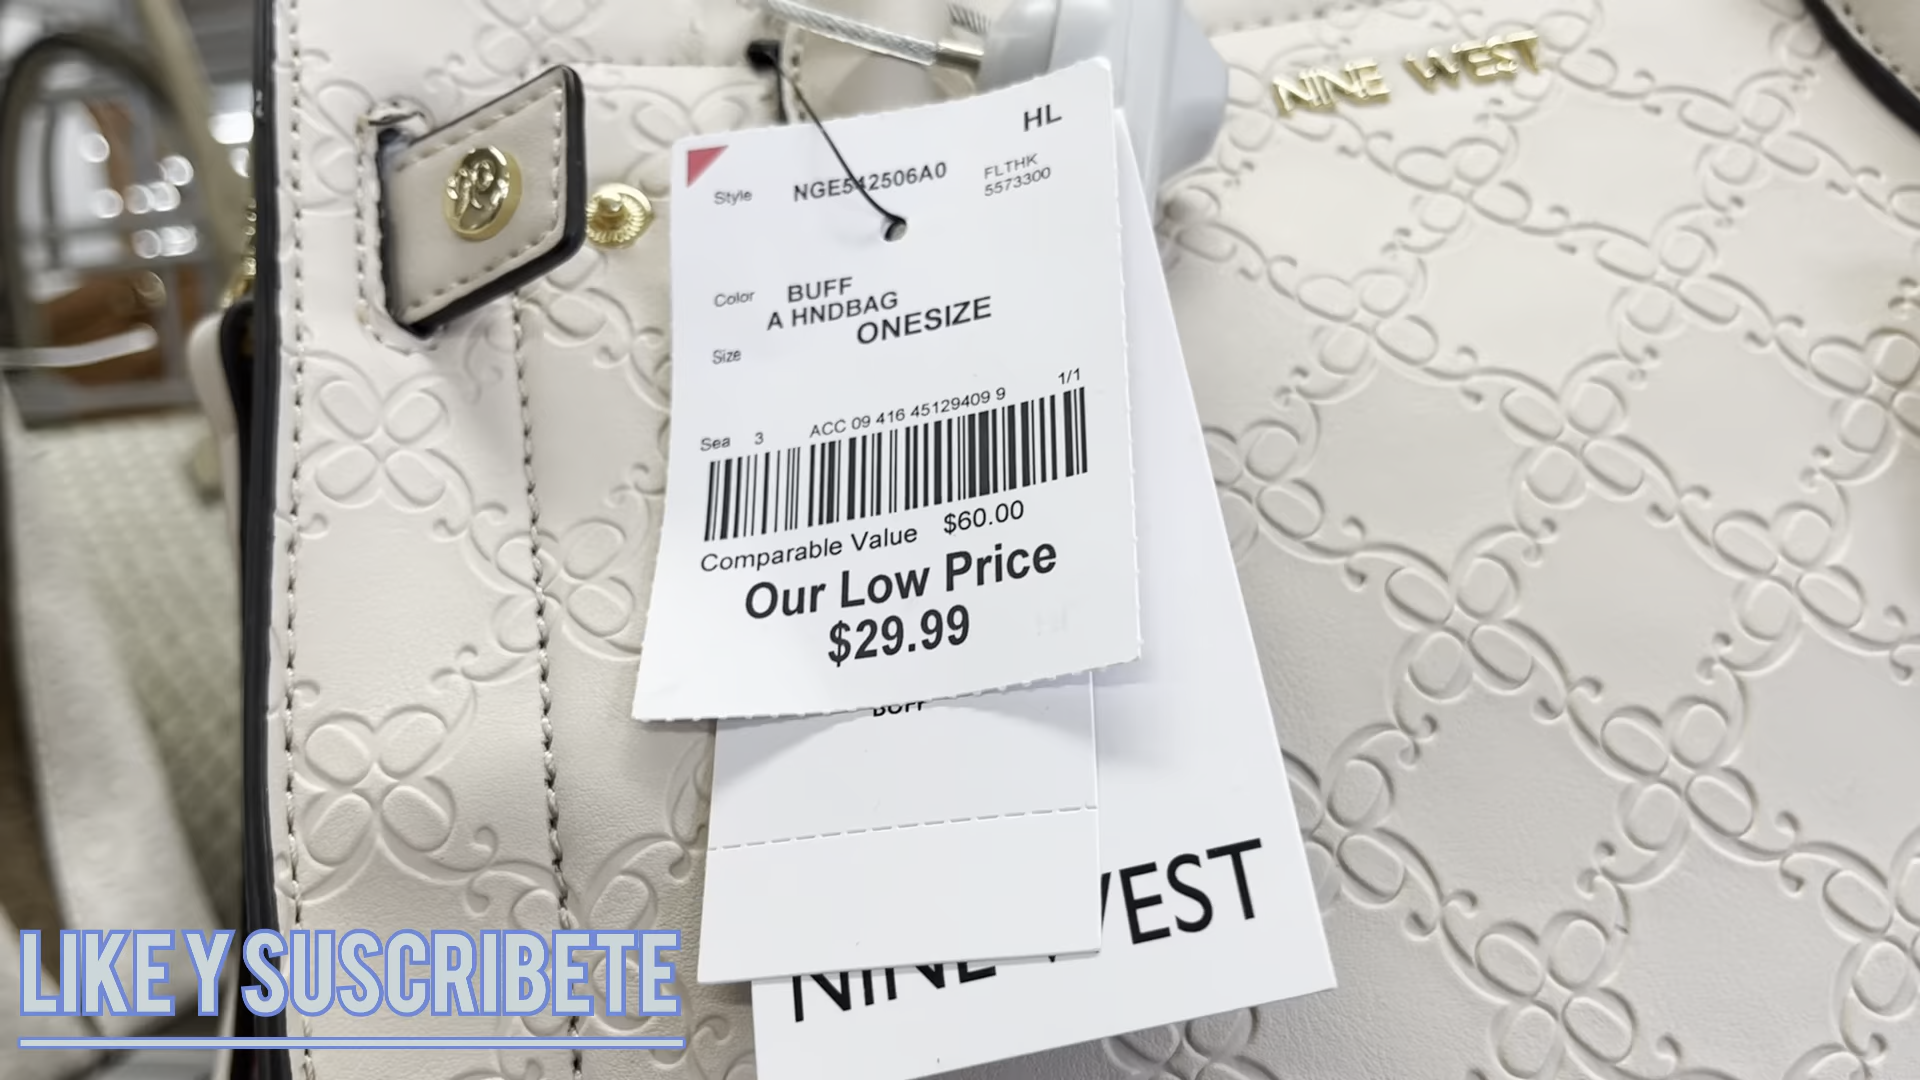 NINE WEST
HL
Style NGE542506A0 FLTHK
5573300
Color BUFF
A HNDBAG
ONESIZE
Size
1/1
Sea 3 ACC 09 416 45129409 9
Comparable Value $60.00
Our Low Price
$29.99
BUFF
NINE WEST
LIKE Y SUSCRIBETE